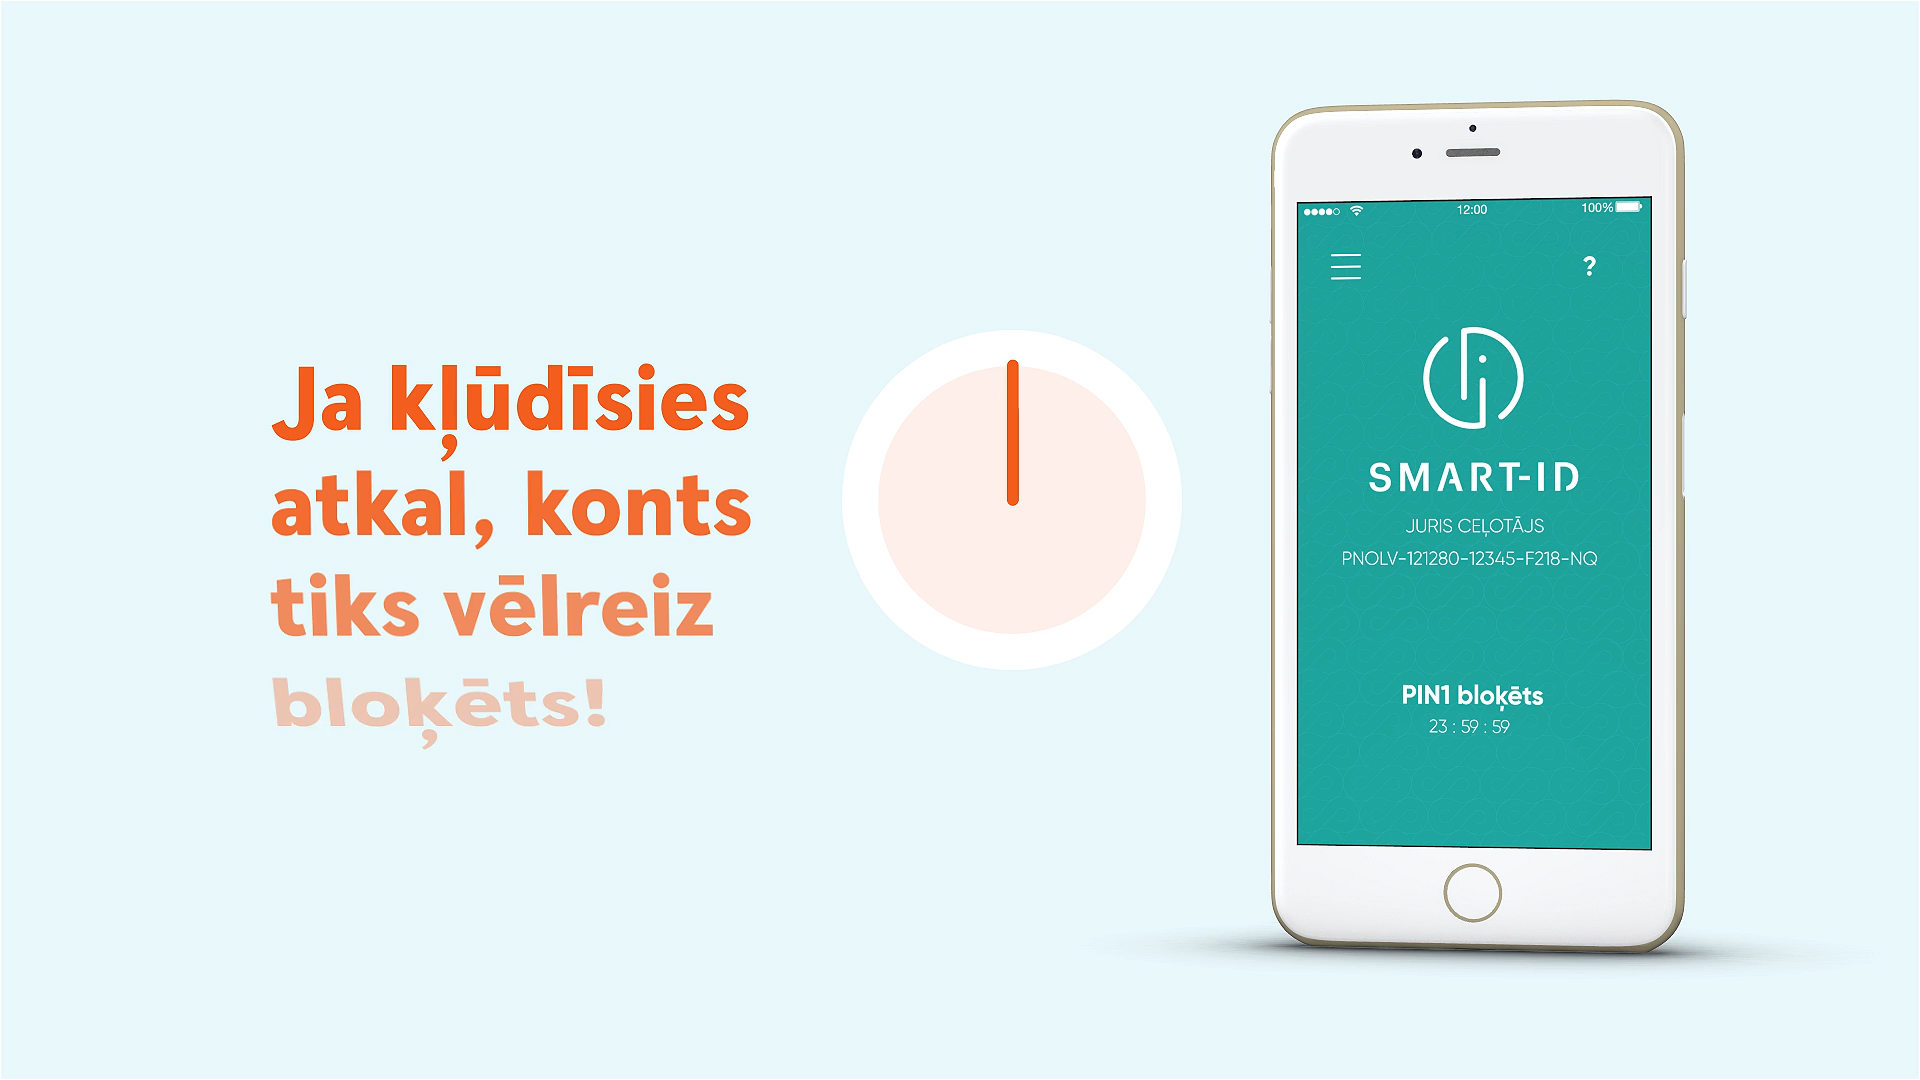 Ja kļūdīsies
atkal, konts
tiks vēlreiz
bloķēts!
12:00
100%
?
SMART-ID
JURIS CEĻOTĀJS
PNOLV-121280-12345-F218-NQ
PIN1 bloķēts
23 : 59 : 59